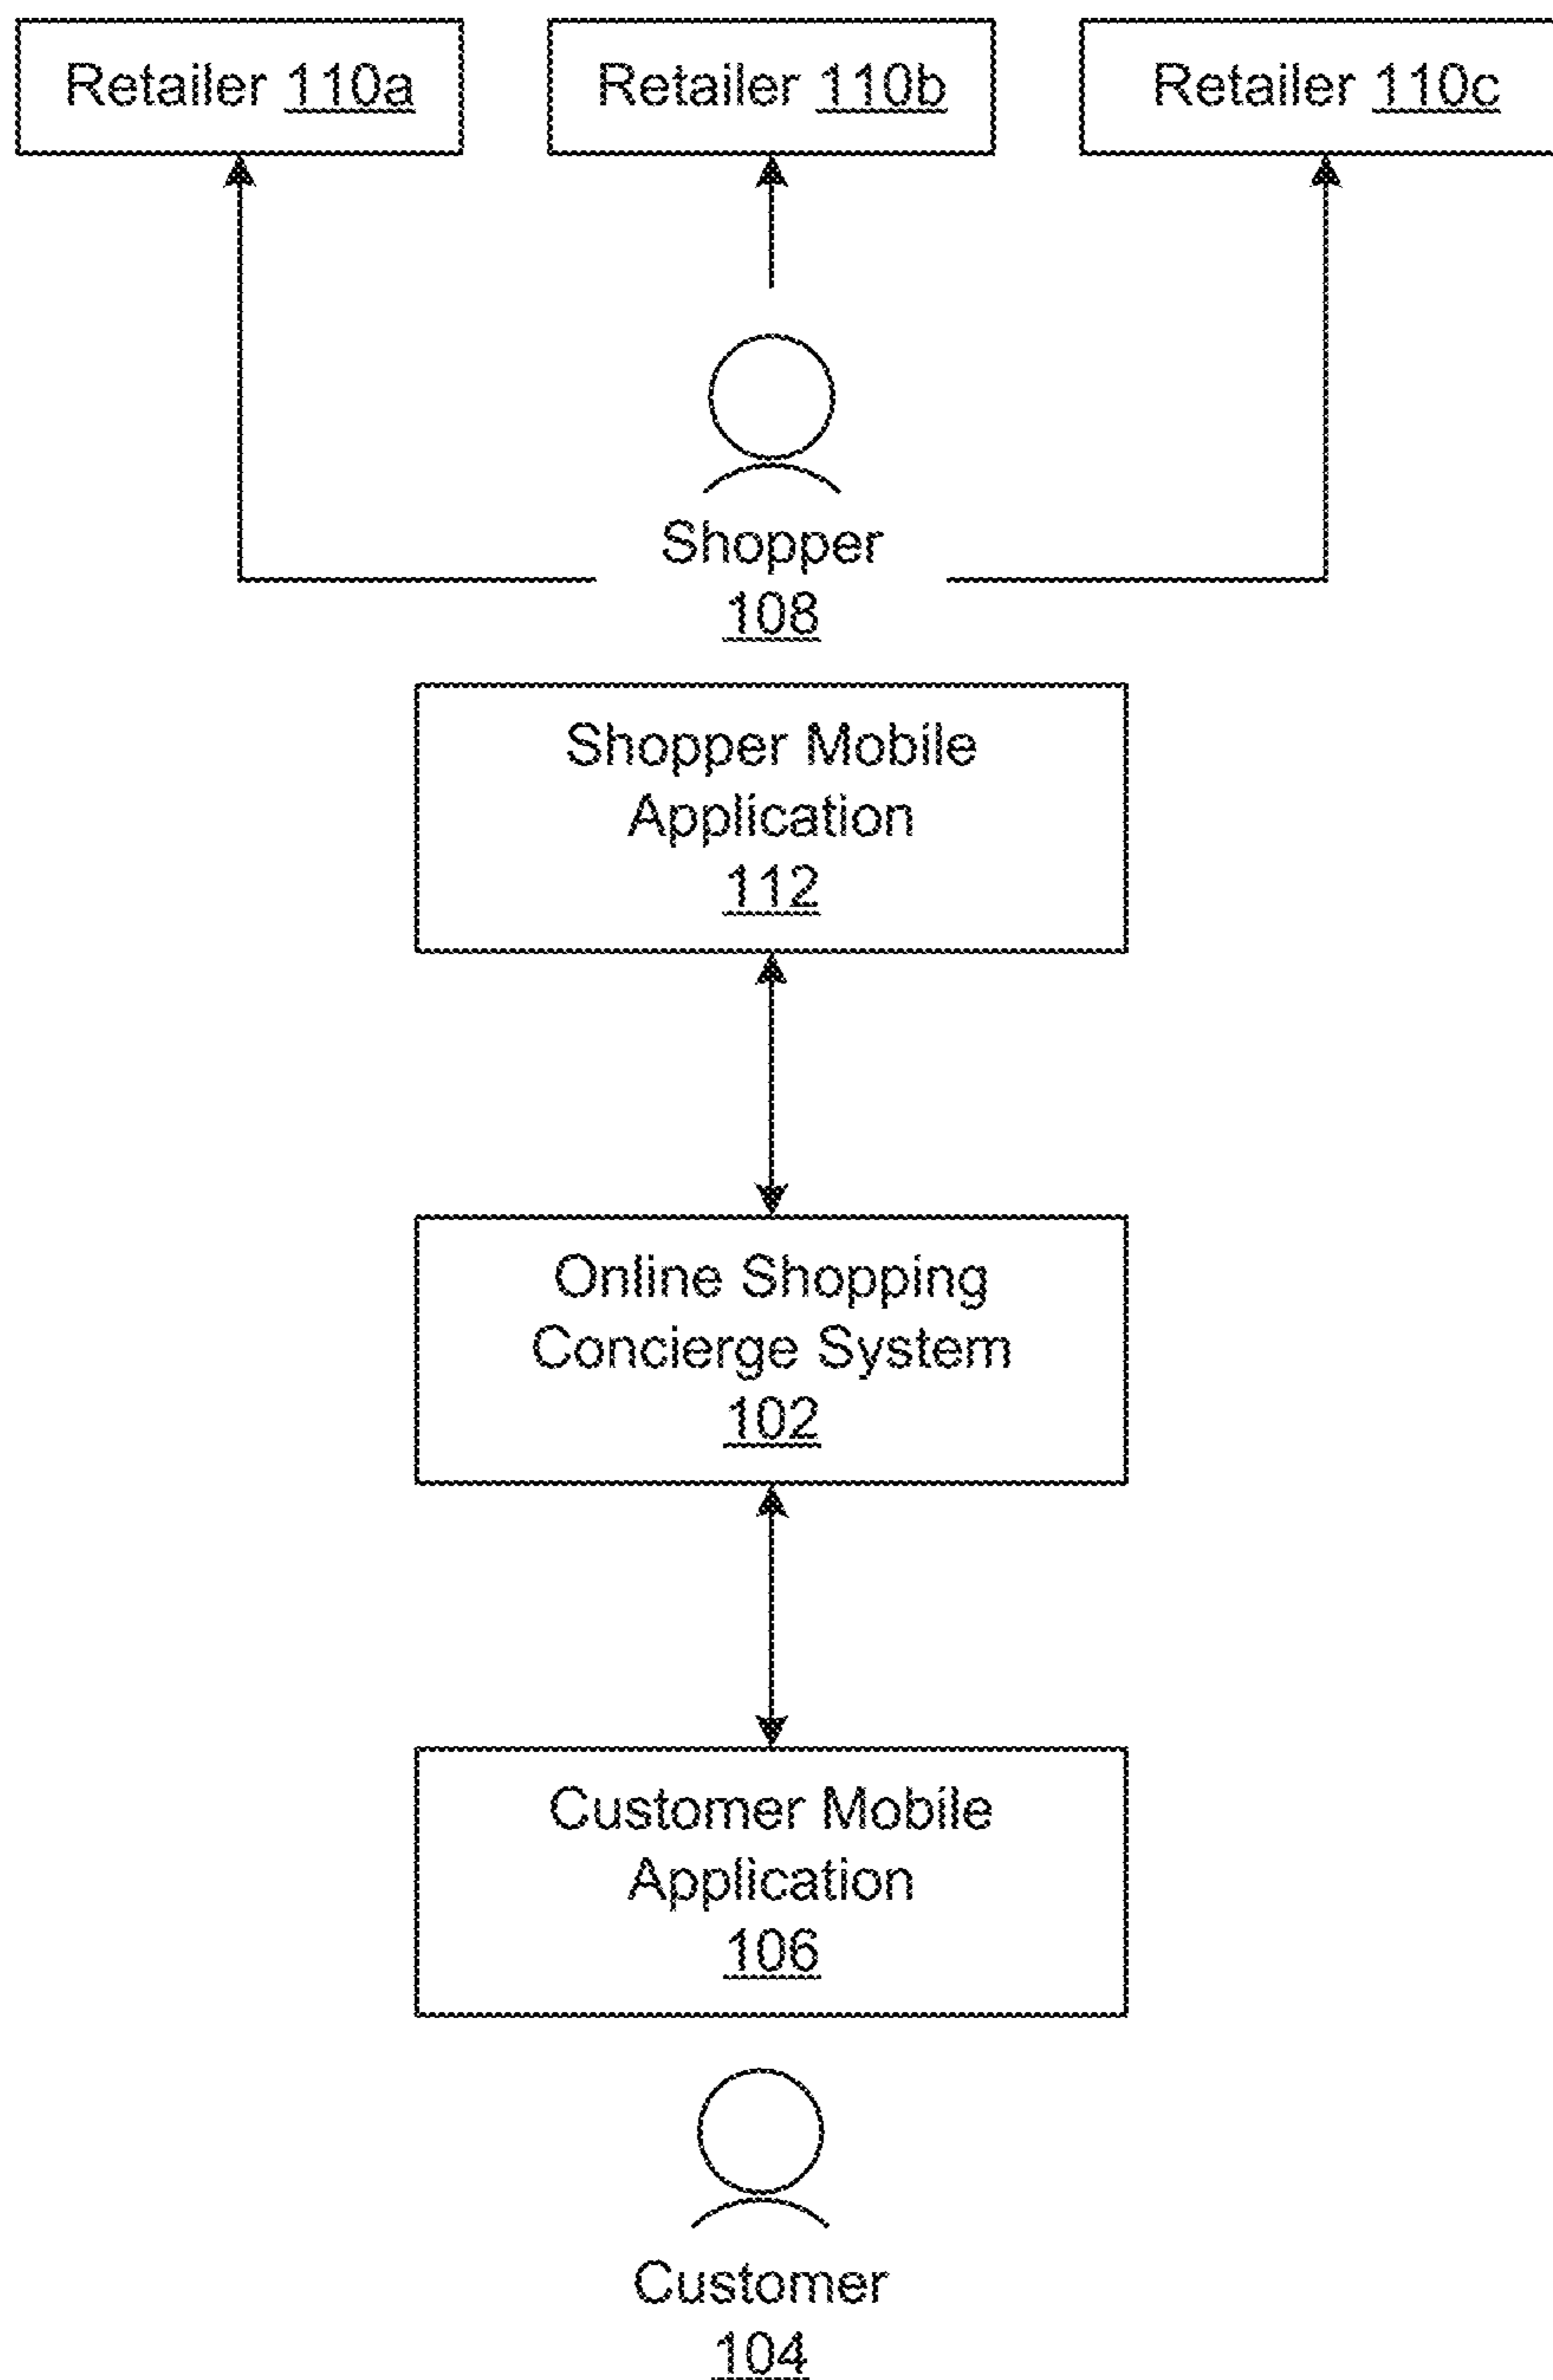 Retailer 110a
Retailer 110b
Retailer 110c
Shopper
108
Shopper Mobile
Application
112
Online Shopping
Concierge System
102
Customer Mobile
Application
106
Customer
104